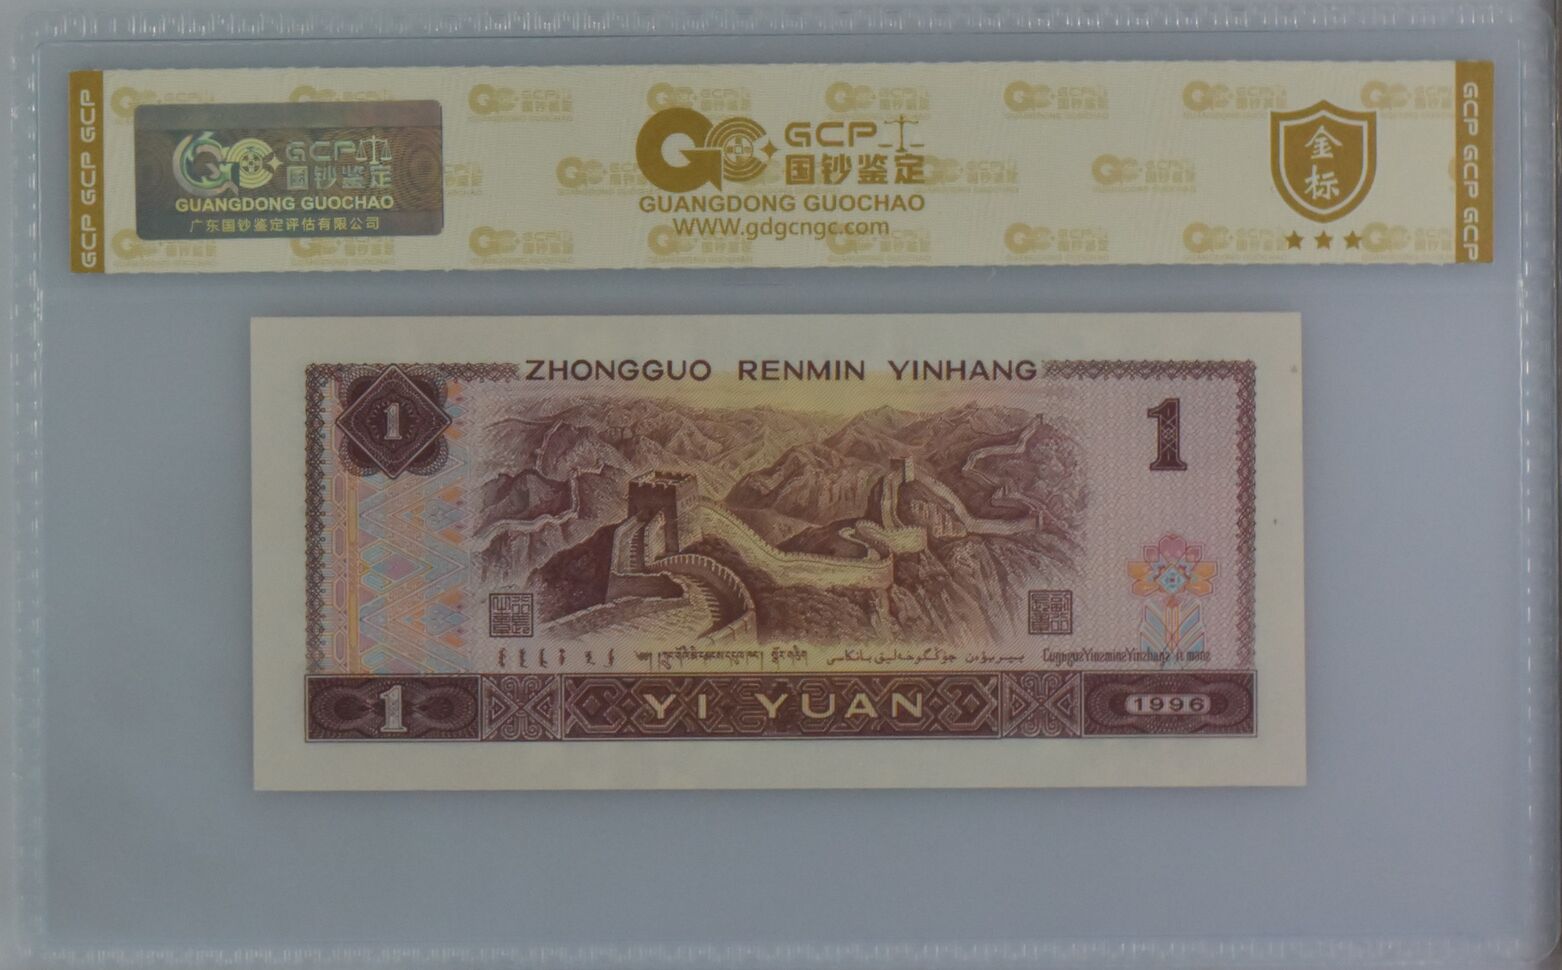 GCP GCP GCP
GCP
国钞鉴定
GUANGDONG GUOCHAO
广东国钞鉴定评估有限公司
GCP
国钞鉴定
GUANGDONG GUOCHAO
WWW.gdgcngc.com
金标
GCP GCP GCP
ZHONGGUO RENMIN YINHANG
1
1
1
YI YUAN
1996